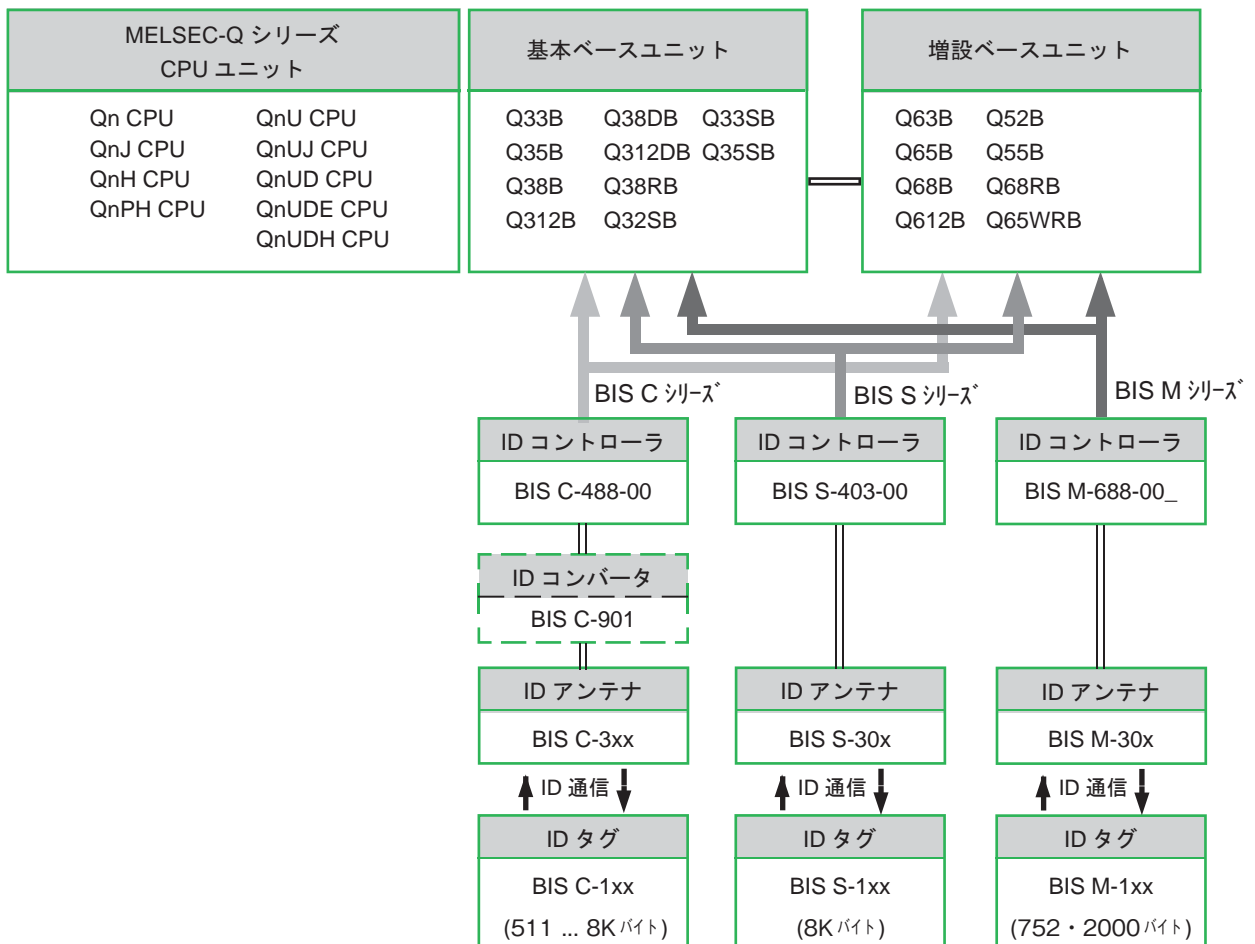 MELSEC-Q シリーズ
CPU ユニット
Qn CPU QnU CPU
QnJ CPU QnUJ CPU
QnH CPU QnUD CPU
QnPH CPU QnUDE CPU
QnUDH CPU
基本ベースユニット
Q33B Q38DB Q33SB
Q35B Q312DB Q35SB
Q38B Q38RB
Q312B Q32SB
増設ベースユニット
Q63B Q52B
Q65B Q55B
Q68B Q68RB
Q612B Q65WRB
BIS C シリーズ
BIS S シリーズ
BIS M シリーズ
ID コントローラ
BIS C-488-00
ID コントローラ
BIS S-403-00
ID コントローラ
BIS M-688-00_
ID コンバータ
BIS C-901
ID アンテナ
BIS C-3xx
ID アンテナ
BIS S-30x
ID アンテナ
BIS M-30x
ID 通信
ID 通信
ID 通信
ID タグ
BIS C-1xx
(511 ... 8K バイト)
ID タグ
BIS S-1xx
(8K バイト)
ID タグ
BIS M-1xx
(752・2000 バイト)